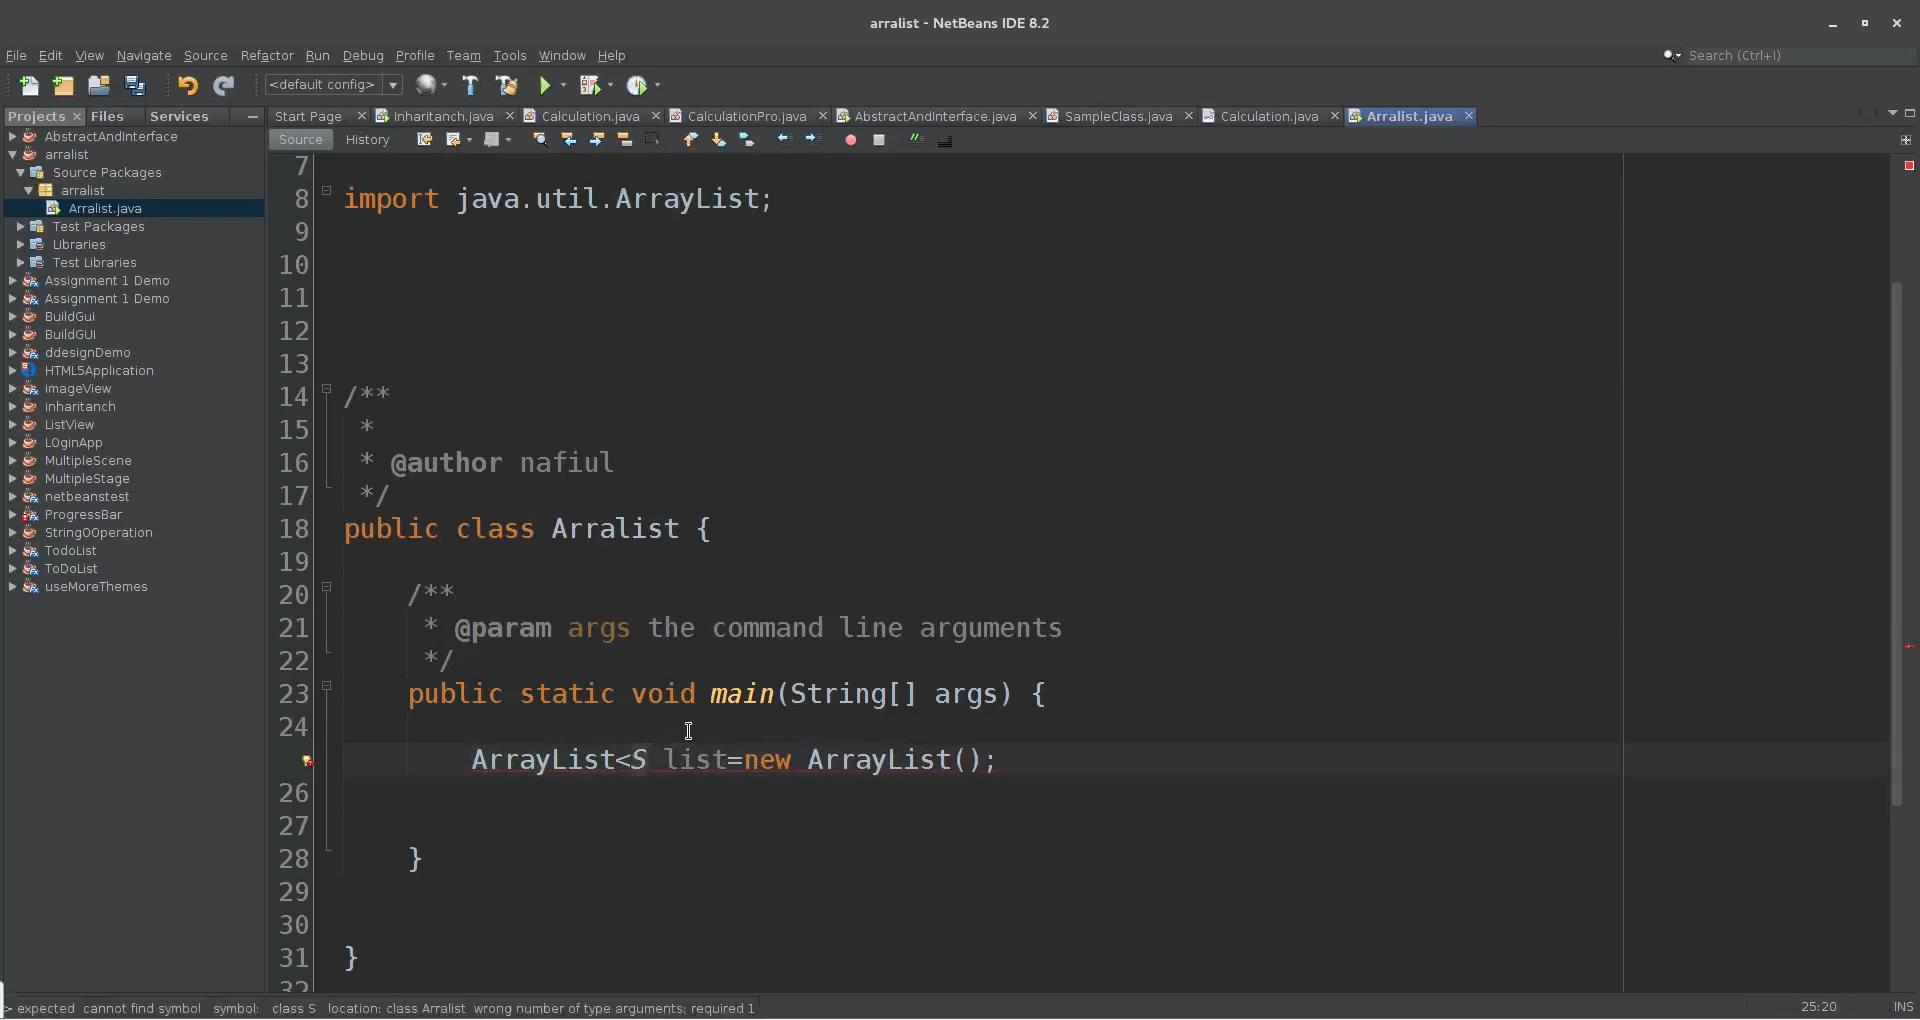 arralist - NetBeans IDE 8.2
File Edit View Navigate Source Refactor Run Debug Profile Team Tools Window Help
Search (Ctrl+I)
<default config>
Projects Files Services
Start Page Inharitanch.java Calculation.java CalculationPro.java AbstractAndInterface.java SampleClass.java Calculation.java Arralist.java
Source History
AbstractAndInterface
arralist
Source Packages
arralist
Arralist.java
Test Packages
Libraries
Test Libraries
Assignment 1 Demo
Assignment 1 Demo
BuildGui
BuildGUI
ddesignDemo
HTML5Application
imageView
inharitanch
ListView
LOginApp
MultipleScene
MultipleStage
netbeanstest
ProgressBar
StringOOperation
TodoList
ToDoList
useMoreThemes
7
8 import java.util.ArrayList;
9
10
11
12
13
14 /**
15 *
16 * @author nafiul
17 */
18 public class Arralist {
19
20 /**
21 * @param args the command line arguments
22 */
23 public static void main(String[] args) {
24
ArrayList<S list=new ArrayList();
26
27
28 }
29
30
31 }
32
> expected cannot find symbol symbol: class S location: class Arralist wrong number of type arguments; required 1
25:20 INS